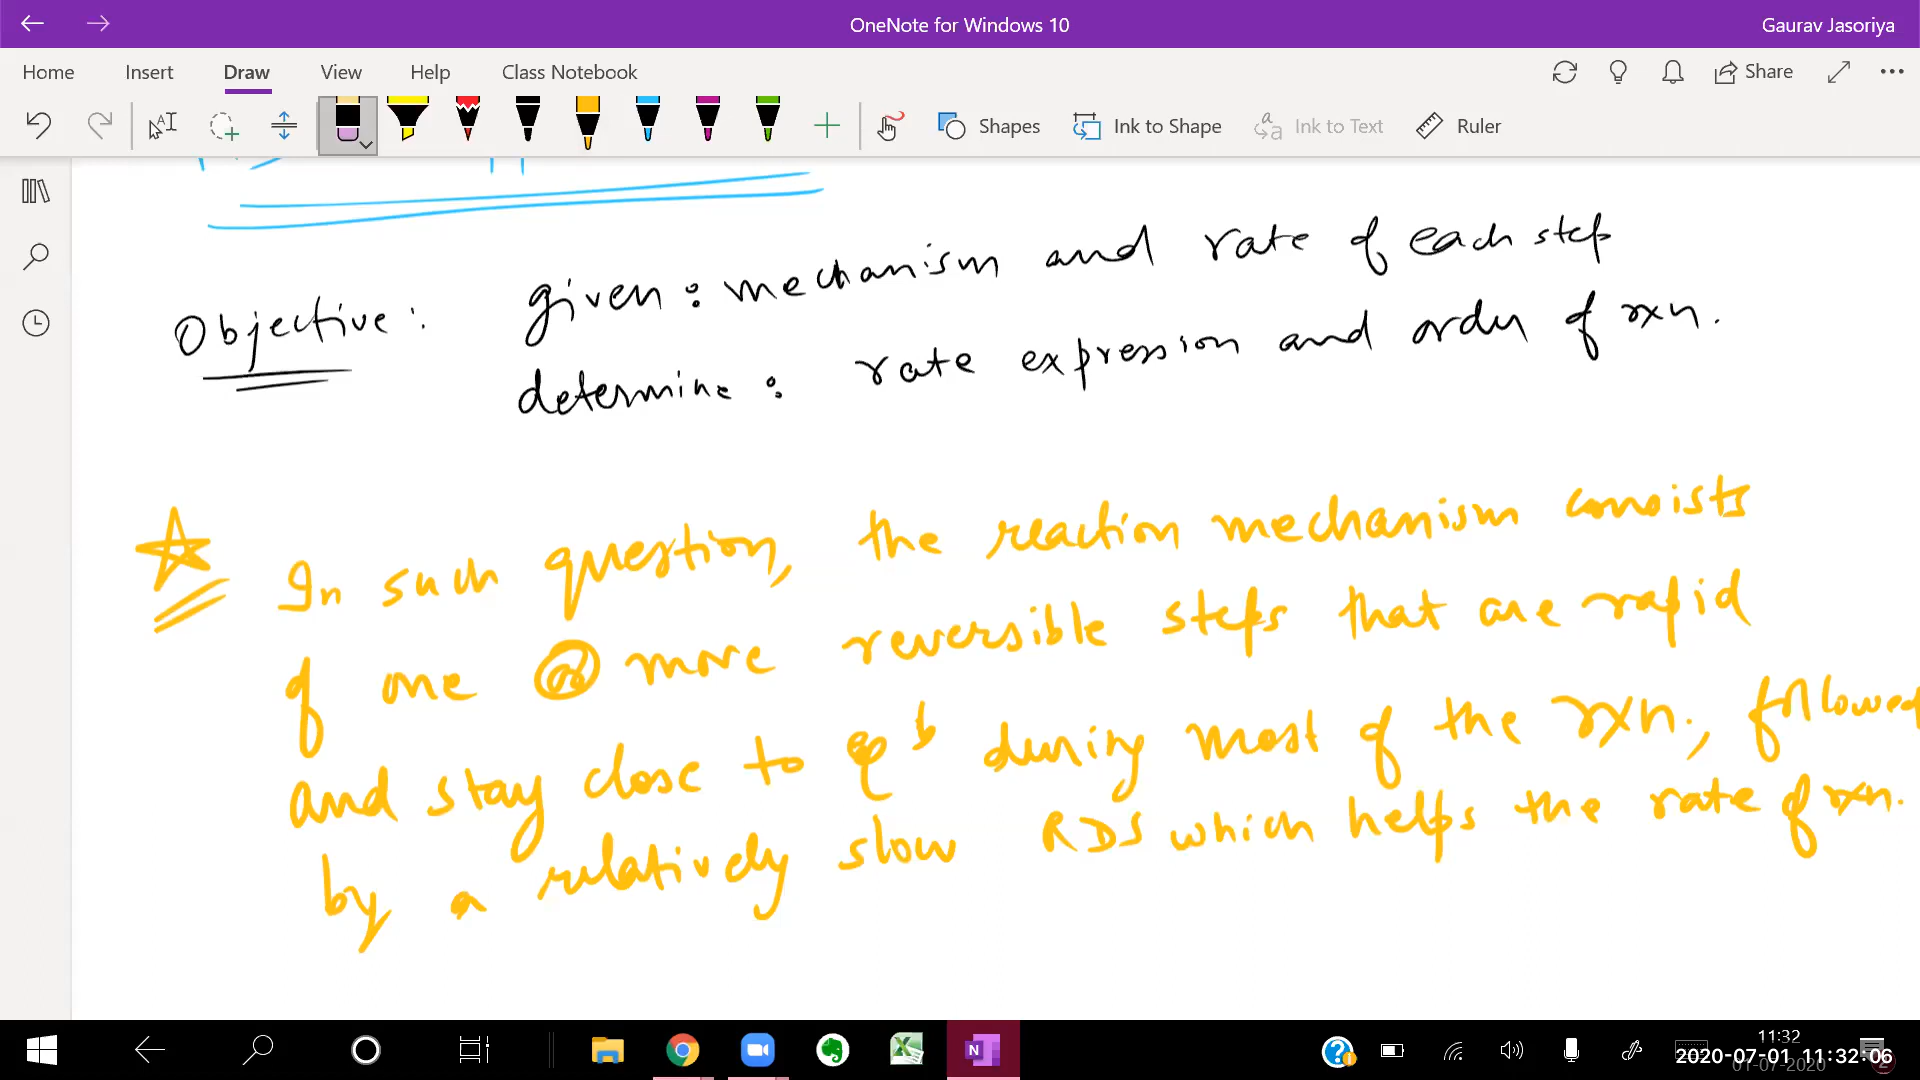 OneNote for Windows 10
Gaurav Jasoriya
Home Insert Draw View Help Class Notebook Share
Shapes Ink to Shape Ink to Text Ruler
Objective: given: mechanism and rate of each step
determine: rate expression and order of rxn.
In such question, the reaction mechanism consists
of one or more reversible steps that are rapid
and stay close to eqb during most of the rxn., followed
by a relatively slow RDS which helps the rate of rxn.
11:32
2020-07-01 11:32:06
01-07-2020